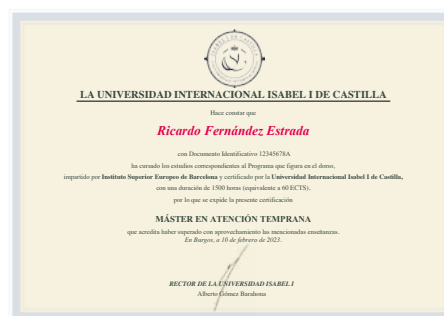 LA UNIVERSIDAD INTERNACIONAL ISABEL I DE CASTILLA
Hace constar que
Ricardo Fernández Estrada
con Documento Identificativo 12345678A
ha cursado los estudios correspondientes al Programa que figura en el dorso,
impartido por Instituto Superior Europeo de Barcelona y certificado por la Universidad Internacional Isabel I de Castilla,
con una duración de 1500 horas (equivalente a 60 ECTS),
por lo que se expide la presente certificación
MÁSTER EN ATENCIÓN TEMPRANA
que acredita haber superado con aprovechamiento las mencionadas enseñanzas.
En Burgos, a 10 de febrero de 2023.
RECTOR DE LA UNIVERSIDAD ISABEL I
Alberto Gómez Barahona